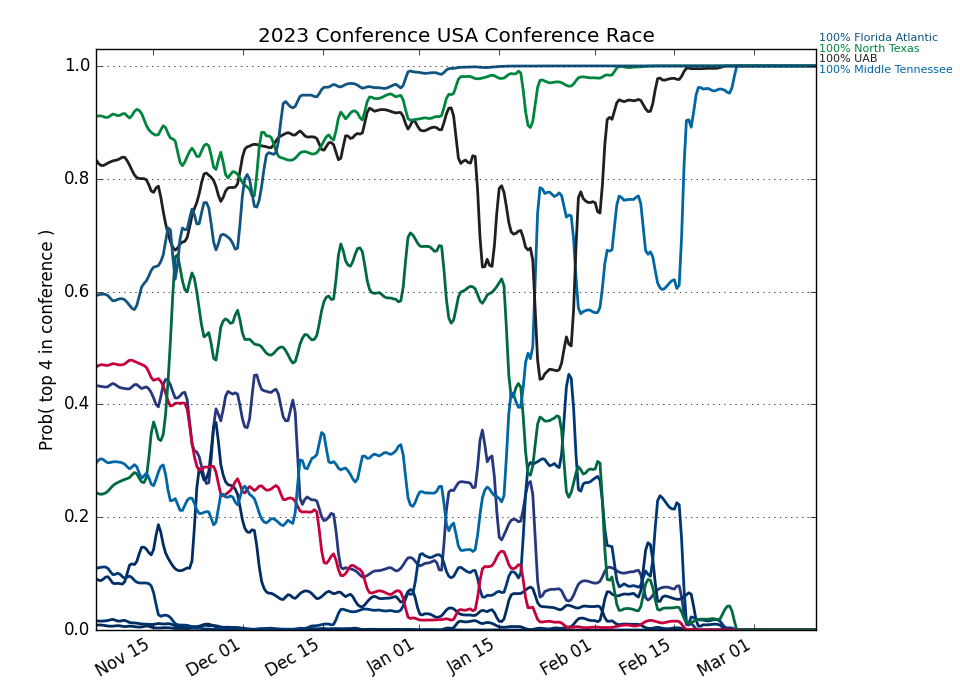 2023 Conference USA Conference Race
100% Florida Atlantic
100% North Texas
100% UAB
100% Middle Tennessee
Prob( top 4 in conference )
1.0
0.8
0.6
0.4
0.2
0.0
Nov 15
Dec 01
Dec 15
Jan 01
Jan 15
Feb 01
Feb 15
Mar 01